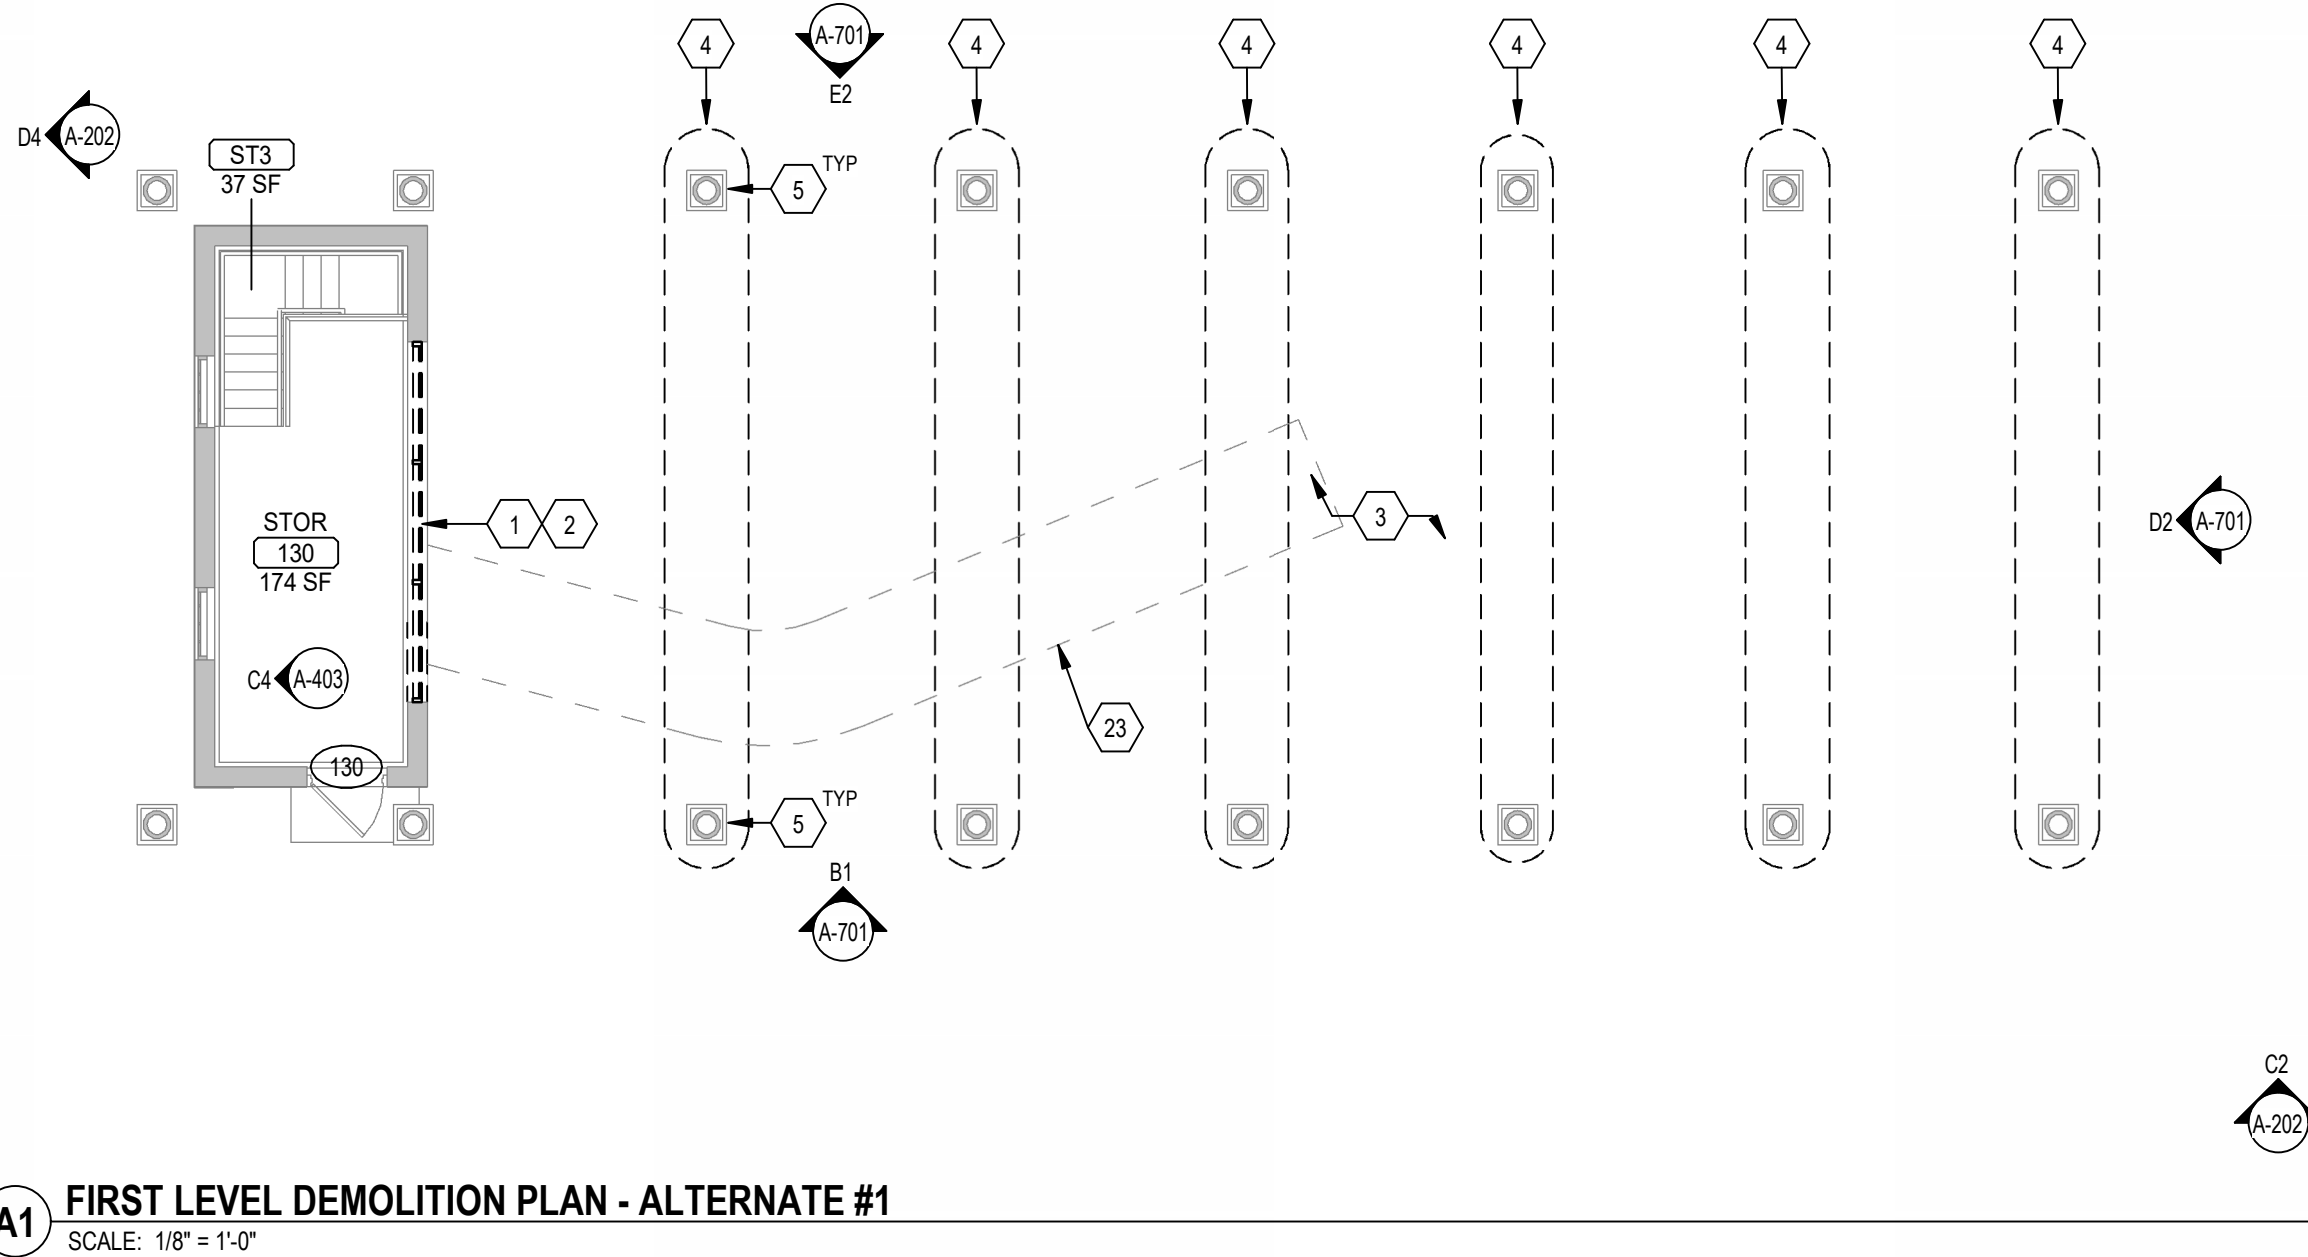 4
A-701
4
4
4
4
4
E2
D4
A-202
ST3
37 SF
5
TYP
STOR
130
174 SF
1
2
3
D2
A-701
C4
A-403
23
130
5
TYP
B1
A-701
C2
A-202
A1
FIRST LEVEL DEMOLITION PLAN - ALTERNATE #1
SCALE: 1/8" = 1'-0"